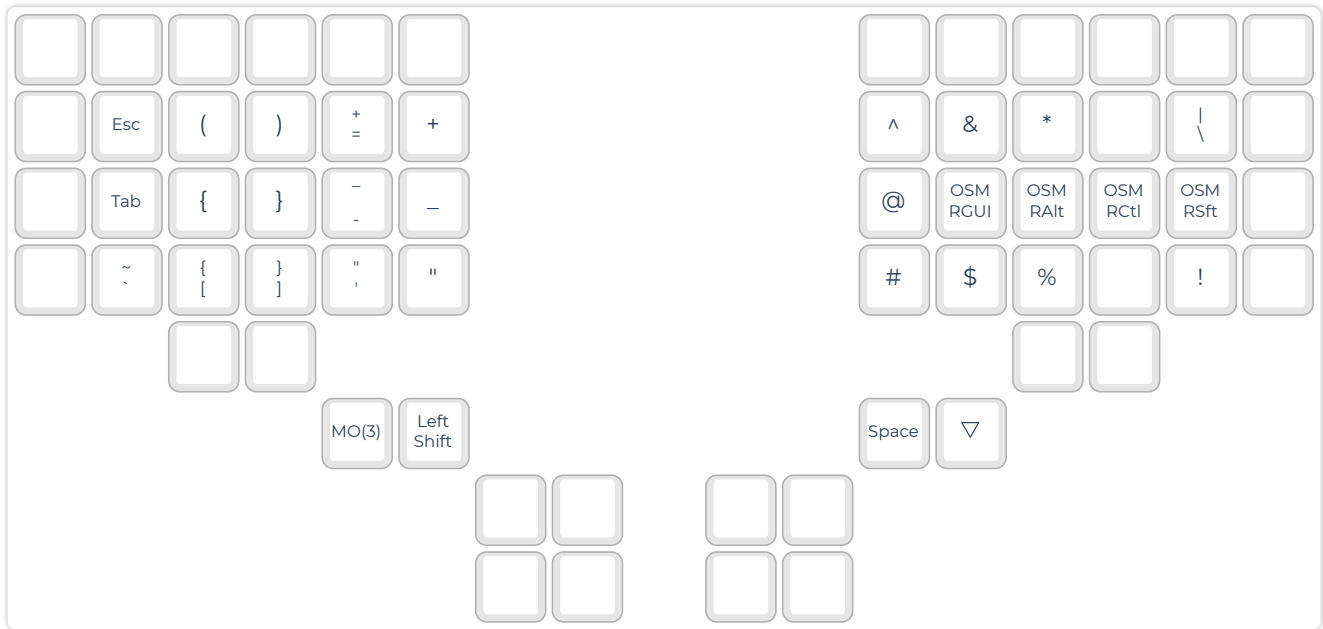 Esc ( ) + +
= ^ & * |
\
Tab { } _ _
- @ OSM RGUI OSM RAlt OSM RCtl OSM RSft
~ { } " "
` [ ] ' # $ % !
MO(3) Left Shift Space ▽